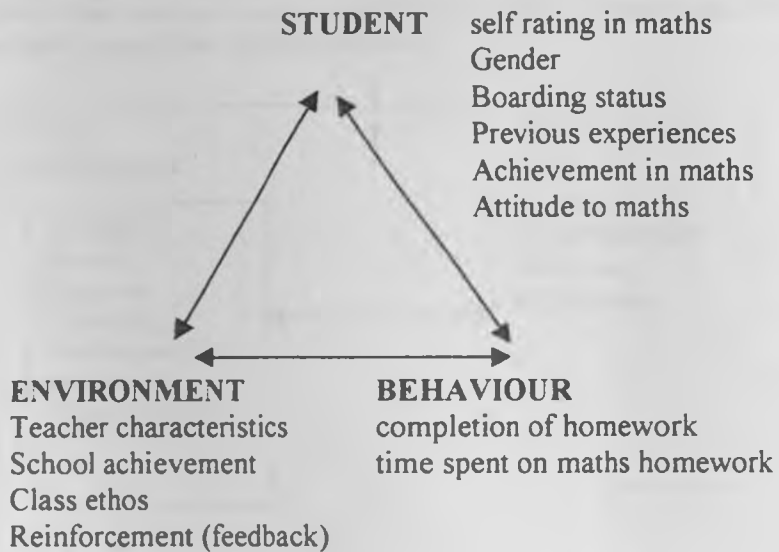 STUDENT self rating in maths
Gender
Boarding status
Previous experiences
Achievement in maths
Attitude to maths
ENVIRONMENT
Teacher characteristics
School achievement
Class ethos
Reinforcement (feedback)
BEHAVIOUR
completion of homework
time spent on maths homework